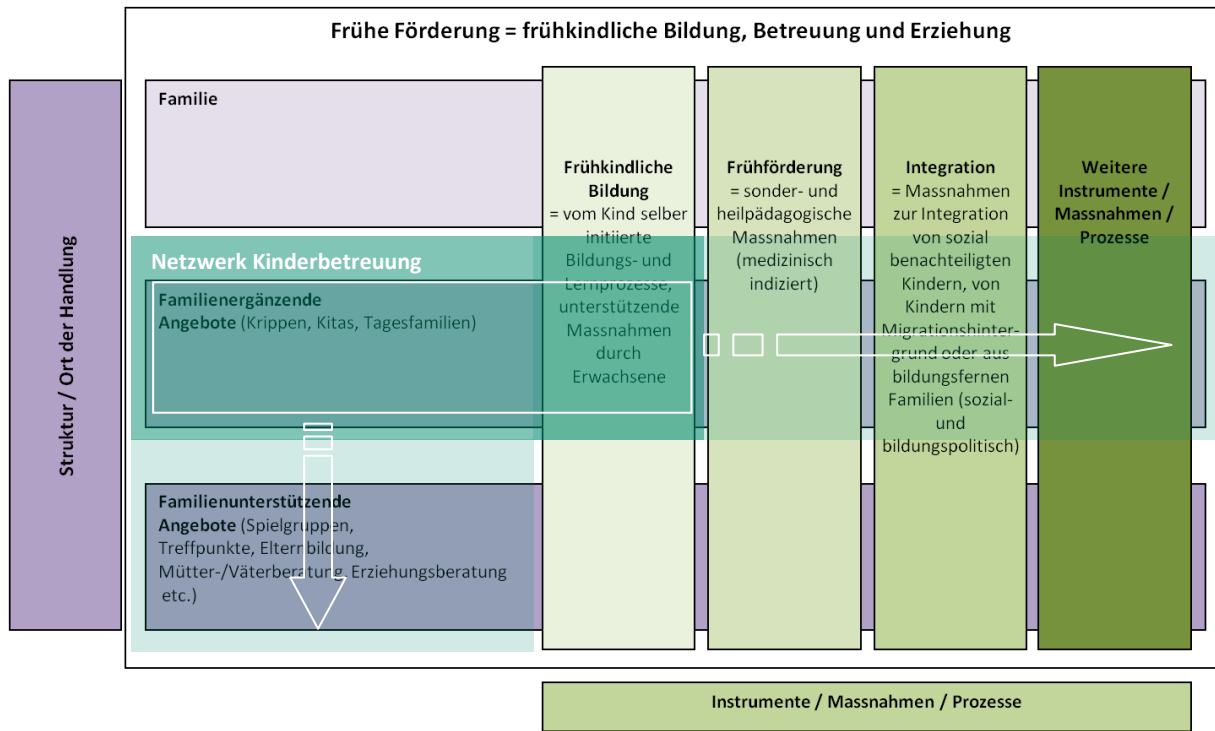 Frühe Förderung = frühkindliche Bildung, Betreuung und Erziehung
Struktur / Ort der Handlung
Familie
Frühkindliche
Bildung
= vom Kind selber
initiierte
Bildungs- und
Lernprozesse,
unterstützende
Massnahmen
durch
Erwachsene
Frühförderung
= sonder- und
heilpädagogische
Massnahmen
(medizinisch
indiziert)
Integration
= Massnahmen
zur Integration
von sozial
benachteiligten
Kindern, von
Kindern mit
Migrationshinter-
grund oder aus
bildungsfernen
Familien (sozial-
und
bildungspolitisch)
Weitere
Instrumente /
Massnahmen /
Prozesse
Netzwerk Kinderbetreuung
Familienergänzende
Angebote (Krippen, Kitas, Tagesfamilien)
Familienunterstützende
Angebote (Spielgruppen,
Treffpunkte, Elternbildung,
Mütter-/Väterberatung, Erziehungsberatung
etc.)
Instrumente / Massnahmen / Prozesse